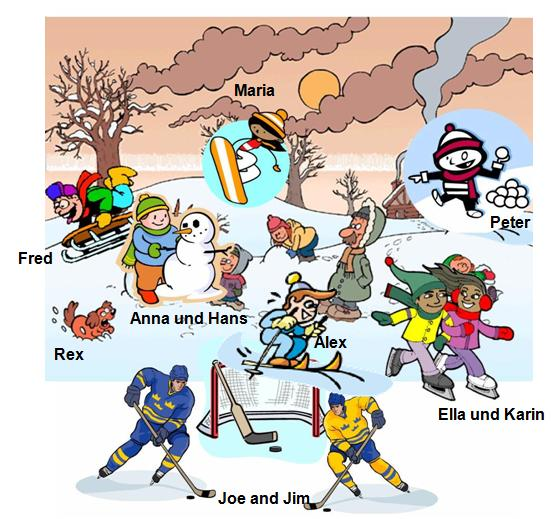 Maria
Peter
Fred
Anna und Hans
Alex
Rex
Ella und Karin
Joe and Jim